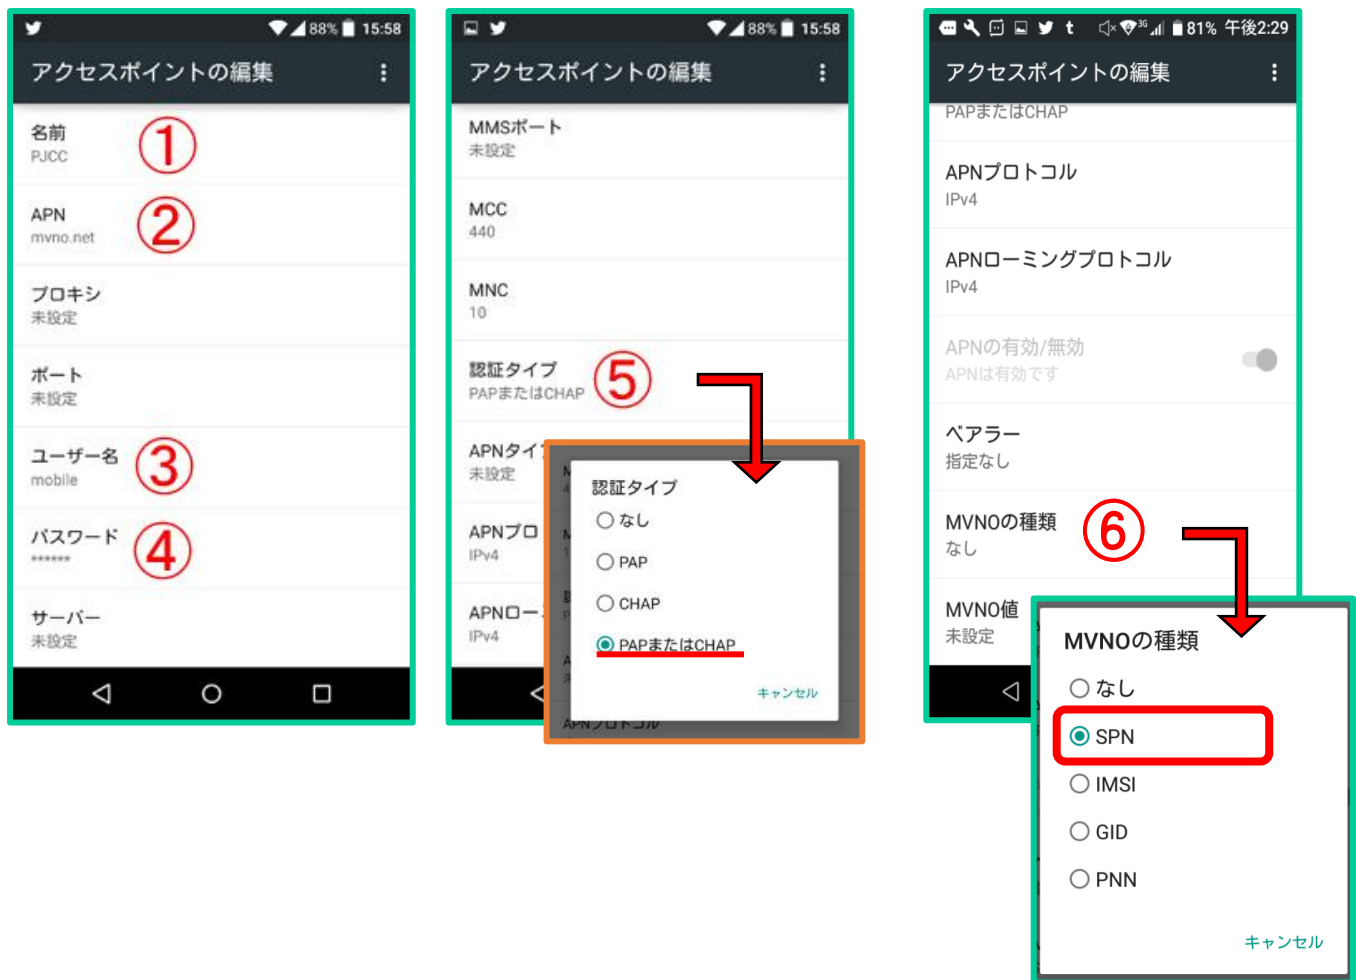 88% 15:58
アクセスポイントの編集
名前
PJCC
①
APN
mvno.net
②
プロキシ
未設定
ポート
未設定
ユーザー名
mobile
③
パスワード
******
④
サーバー
未設定
88% 15:58
アクセスポイントの編集
MMSポート
未設定
MCC
440
MNC
10
認証タイプ
PAPまたはCHAP
⑤
APNタイ
未設定
APNプロ
IPv4
APNロー
IPv4
認証タイプ
なし
PAP
CHAP
PAPまたはCHAP
キャンセル
APNプロトコル
t 3G 81% 午後2:29
アクセスポイントの編集
PAPまたはCHAP
APNプロトコル
IPv4
APNローミングプロトコル
IPv4
APNの有効/無効
APNは有効です
ベアラー
指定なし
MVNOの種類
なし
⑥
MVNO値
未設定
MVNOの種類
なし
SPN
IMSI
GID
PNN
キャンセル